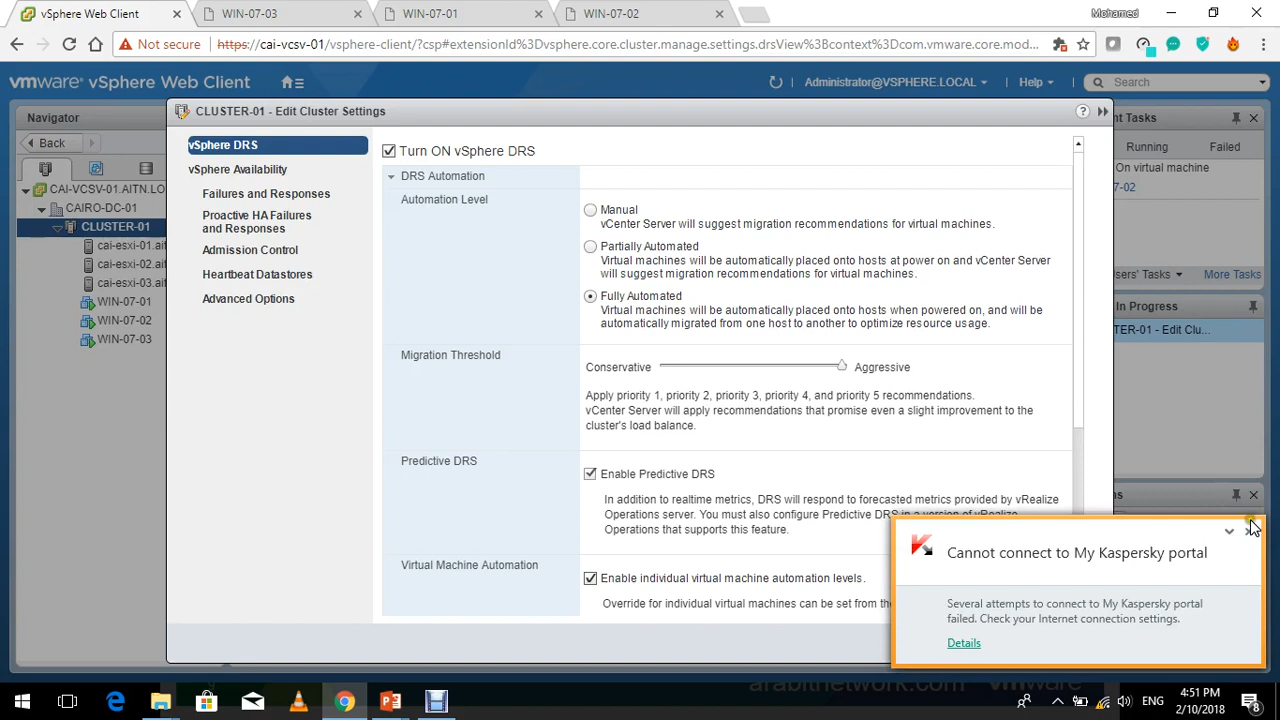 vSphere Web Client
WIN-07-03
WIN-07-01
WIN-07-02
Mohamed
Not secure
https://cai-vcsv-01/vsphere-client/?csp#extensionId%3Dvsphere.core.cluster.manage.settings.drsView%3Bcontext%3Dcom.vmware.core.mod...
vmware vSphere Web Client
Administrator@VSPHERE.LOCAL
Help
Search
Navigator
Back
CAI-VCSV-01.AITN.LO
CAIRO-DC-01
CLUSTER-01
cai-esxi-01.ai
cai-esxi-02.ai
cai-esxi-03.ai
WIN-07-01
WIN-07-02
WIN-07-03
CLUSTER-01 - Edit Cluster Settings
vSphere DRS
vSphere Availability
Failures and Responses
Proactive HA Failures
and Responses
Admission Control
Heartbeat Datastores
Advanced Options
Turn ON vSphere DRS
DRS Automation
Automation Level
Manual
vCenter Server will suggest migration recommendations for virtual machines.
Partially Automated
Virtual machines will be automatically placed onto hosts at power on and vCenter Server
will suggest migration recommendations for virtual machines.
Fully Automated
Virtual machines will be automatically placed onto hosts when powered on, and will be
automatically migrated from one host to another to optimize resource usage.
Migration Threshold
Conservative
Aggressive
Apply priority 1, priority 2, priority 3, priority 4, and priority 5 recommendations.
vCenter Server will apply recommendations that promise even a slight improvement to the
cluster's load balance.
Predictive DRS
Enable Predictive DRS
In addition to realtime metrics, DRS will respond to forecasted metrics provided by vRealize
Operations server. You must also configure Predictive DRS in a version of vRealize
Operations that supports this feature.
Virtual Machine Automation
Enable individual virtual machine automation levels.
Override for individual virtual machines can be set from the
nt Tasks
Running
Failed
On virtual machine
-02
sers' Tasks
More Tasks
In Progress
TER-01 - Edit Clu...
ns
Cannot connect to My Kaspersky portal
Several attempts to connect to My Kaspersky portal
failed. Check your Internet connection settings.
Details
arabitnetwork.com
vmware
ENG
4:51 PM
2/10/2018
8